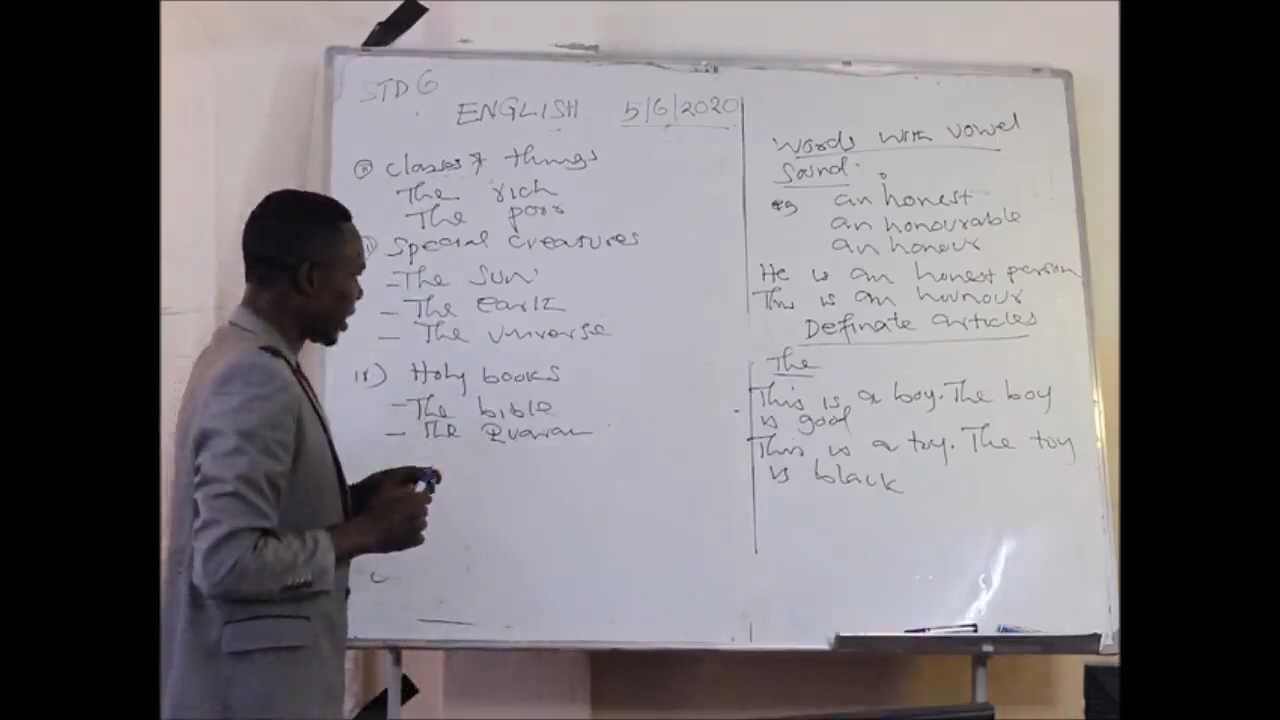 STD 6
ENGLISH 5/6/2020
classes of things
The rich
The poor
Special creatures
- The sun
- The Earth
- The universe
Holy books
- The bible
- The Quaran
Words with vowel
Sound.
eg an honest
an honourable
an honour
He is an honest person
This is an hounour
Definate articles
The
This is a boy. The boy
is good
This is a toy. The toy
is black